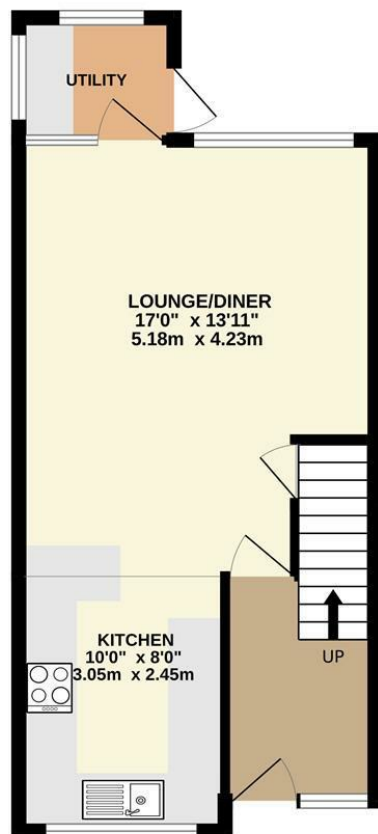 UTILITY
LOUNGE/DINER
17'0" x 13'11"
5.18m x 4.23m
KITCHEN
10'0" x 8'0"
3.05m x 2.45m
UP